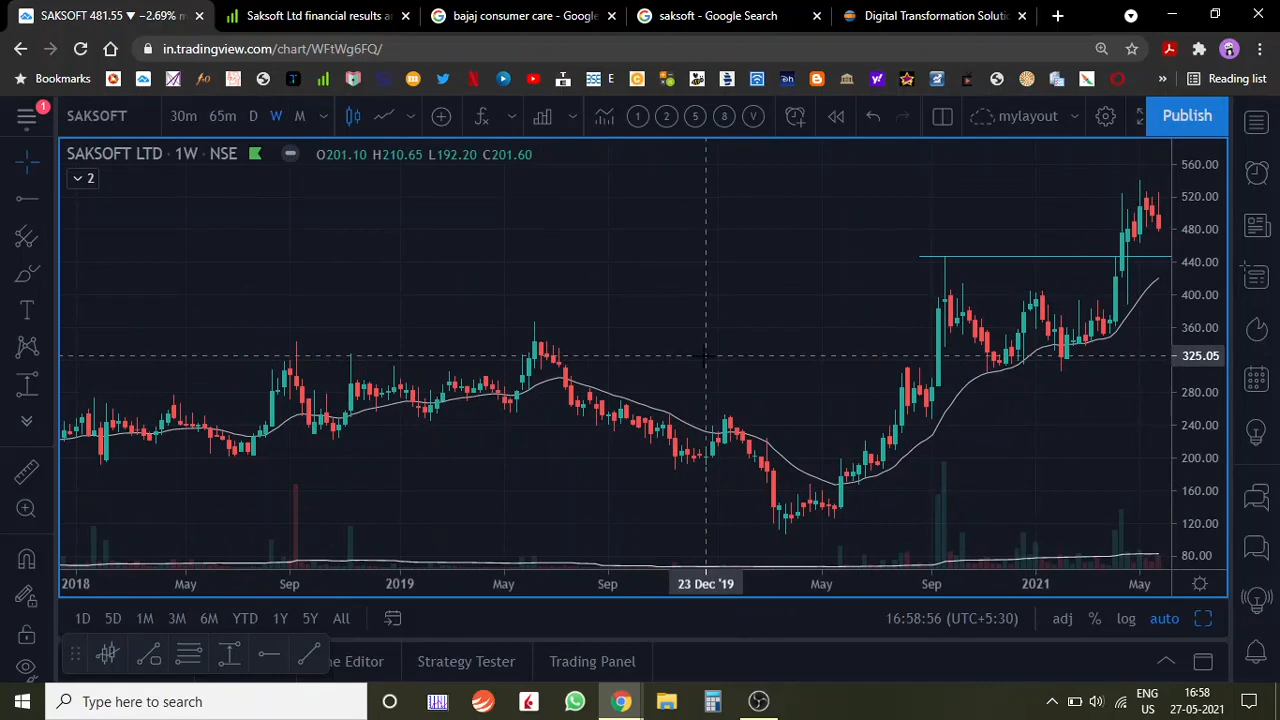 SAKSOFT 481.55 ▼ −2.69% m
Saksoft Ltd financial results a
bajaj consumer care - Google
saksoft - Google Search
Digital Transformation Soluti
in.tradingview.com/chart/WFtWg6FQ/
Bookmarks
Reading list
1
SAKSOFT
30m 65m D W M
1 2 5 8 V
mylayout
Publish
SAKSOFT LTD · 1W · NSE
O201.10 H210.65 L192.20 C201.60
2
560.00
520.00
480.00
440.00
400.00
360.00
325.05
280.00
240.00
200.00
160.00
120.00
80.00
2018 May Sep 2019 May Sep 23 Dec '19 May Sep 2021 May
1D 5D 1M 3M 6M YTD 1Y 5Y All
16:58:56 (UTC+5:30) adj % log auto
ne Editor Strategy Tester Trading Panel
Type here to search
ENG
US
16:58
27-05-2021